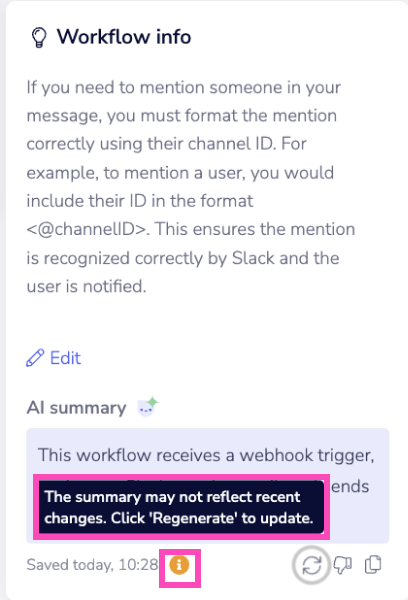 Workflow info
If you need to mention someone in your
message, you must format the mention
correctly using their channel ID. For
example, to mention a user, you would
include their ID in the format
<@channelID>. This ensures the mention
is recognized correctly by Slack and the
user is notified.
Edit
AI summary
This workflow receives a webhook trigger,
ends
The summary may not reflect recent
changes. Click 'Regenerate' to update.
Saved today, 10:28